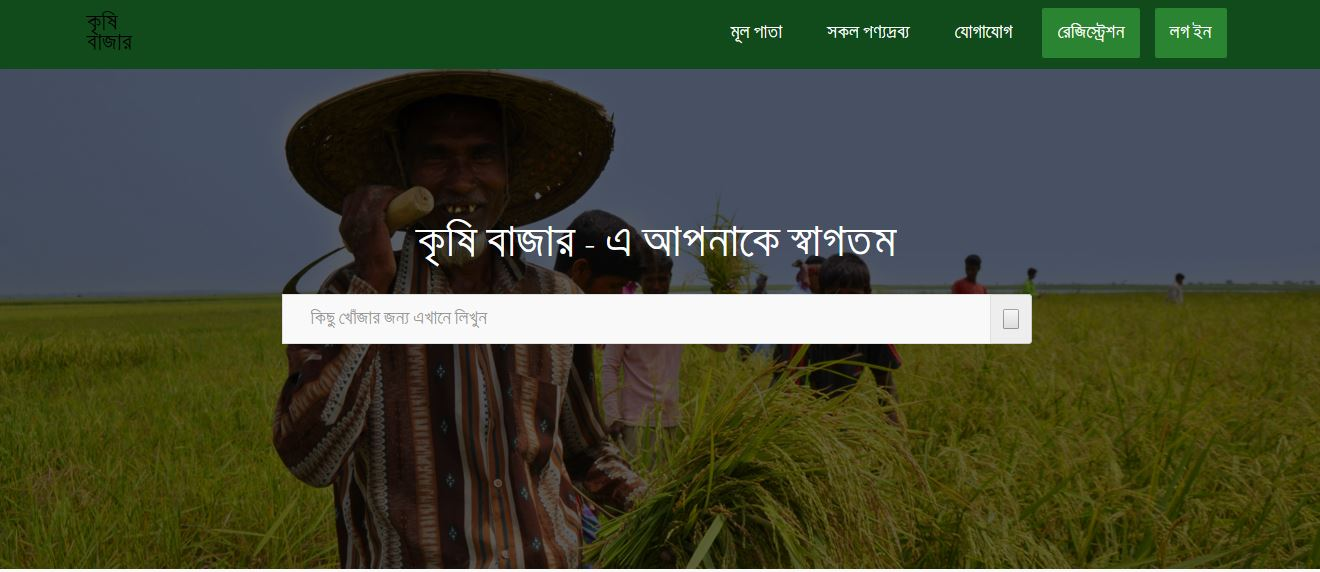 কৃষি
বাজার
মূল পাতা
সকল পণ্যদ্রব্য
যোগাযোগ
রেজিস্ট্রেশন
লগ ইন
কৃষি বাজার - এ আপনাকে স্বাগতম
কিছু খোঁজার জন্য এখানে লিখুন